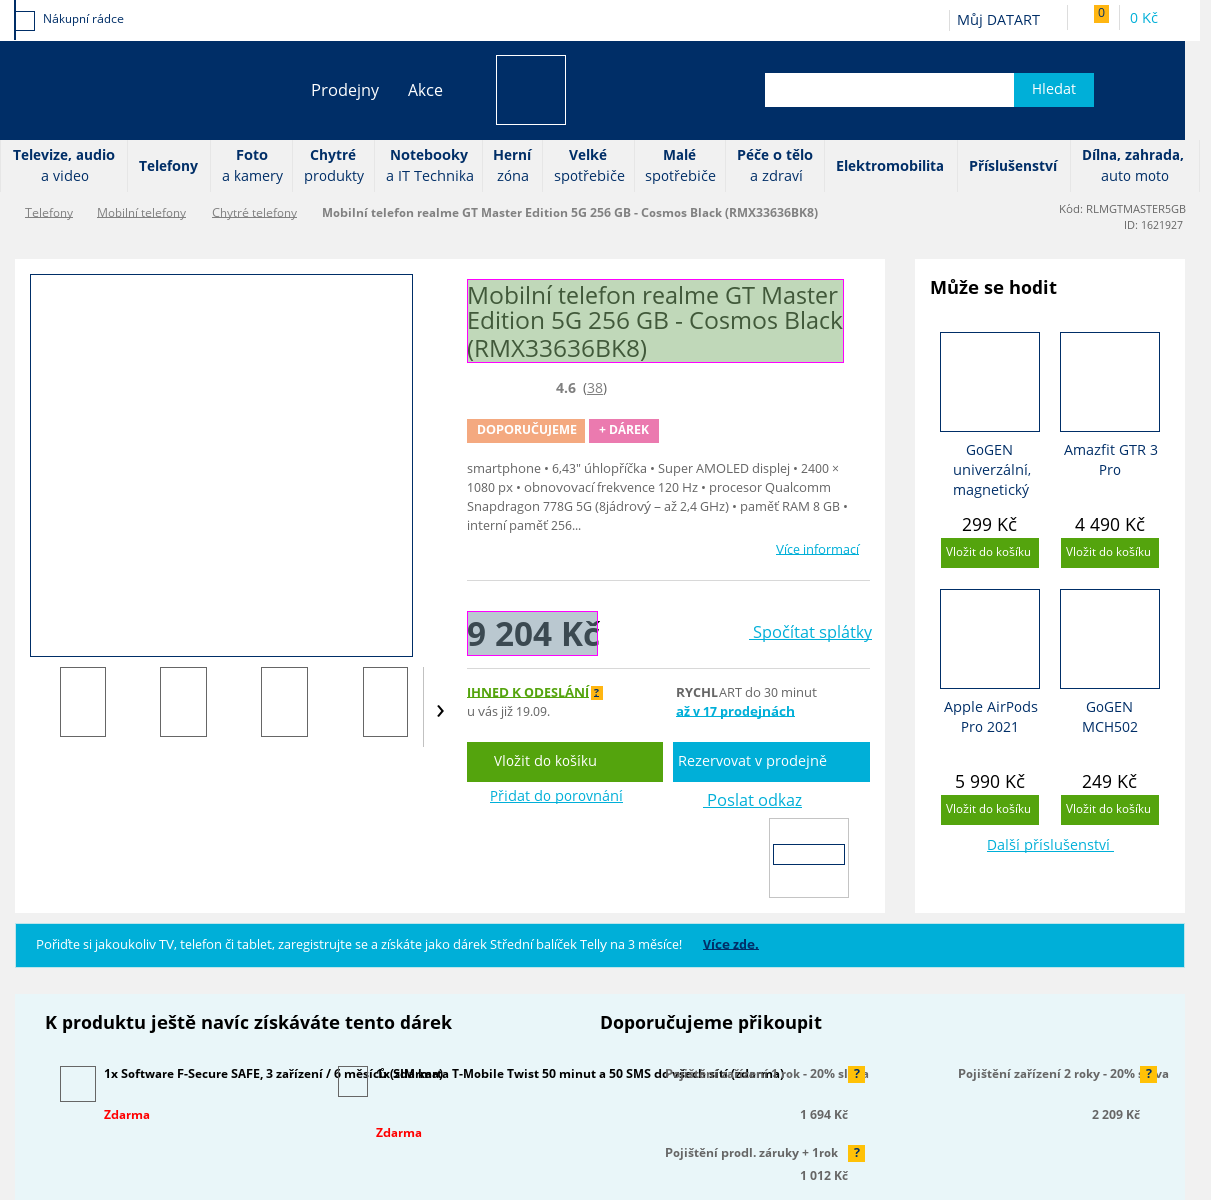 Nákupní rádce
Můj DATART
0
0 Kč
Prodejny
Akce
Hledat
Televize, audio
a video
Telefony
Foto
a kamery
Chytré
produkty
Notebooky
a IT Technika
Herní
zóna
Velké
spotřebiče
Malé
spotřebiče
Péče o tělo
a zdraví
Elektromobilita
Příslušenství
Dílna, zahrada,
auto moto
Telefony
Mobilní telefony
Chytré telefony
Mobilní telefon realme GT Master Edition 5G 256 GB - Cosmos Black (RMX33636BK8)
Kód: RLMGTMASTER5GB
ID: 1621927
Mobilní telefon realme GT Master
Edition 5G 256 GB - Cosmos Black
(RMX33636BK8)
4.6 (38)
DOPORUČUJEME
+ DÁREK
smartphone • 6,43" úhlopříčka • Super AMOLED displej • 2400 ×
1080 px • obnovovací frekvence 120 Hz • procesor Qualcomm
Snapdragon 778G 5G (8jádrový – až 2,4 GHz) • paměť RAM 8 GB •
interní paměť 256...
Více informací
9 204 Kč
Spočítat splátky
IHNED K ODESLÁNÍ ?
u vás již 19.09.
RYCHLART do 30 minut
až v 17 prodejnách
Vložit do košíku
Rezervovat v prodejně
Přidat do porovnání
Poslat odkaz
Může se hodit
GoGEN
univerzální,
magnetický
299 Kč
Vložit do košíku
Amazfit GTR 3
Pro
4 490 Kč
Vložit do košíku
Apple AirPods
Pro 2021
5 990 Kč
Vložit do košíku
GoGEN
MCH502
249 Kč
Vložit do košíku
Další příslušenství
Pořiďte si jakoukoliv TV, telefon či tablet, zaregistrujte se a získáte jako dárek Střední balíček Telly na 3 měsíce! Více zde.
K produktu ještě navíc získáváte tento dárek
1x Software F-Secure SAFE, 3 zařízení / 6 měsíců (zdarma)
Zdarma
1x SIM karta T-Mobile Twist 50 minut a 50 SMS do všech sítí (zdarma)
Zdarma
Doporučujeme přikoupit
Pojištění zařízení 1 rok - 20% sleva
?
1 694 Kč
Pojištění zařízení 2 roky - 20% sleva
?
2 209 Kč
Pojištění prodl. záruky + 1rok
?
1 012 Kč